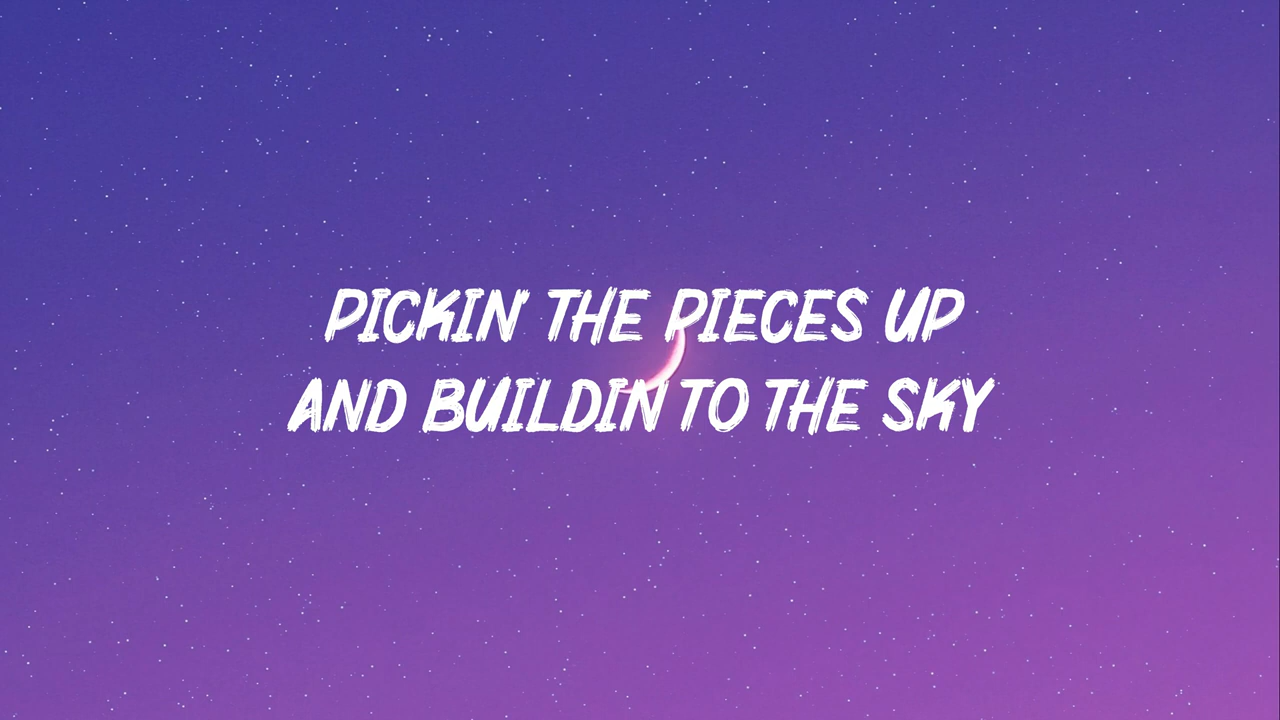 PICKIN' THE PIECES UP
AND BUILDIN TO THE SKY